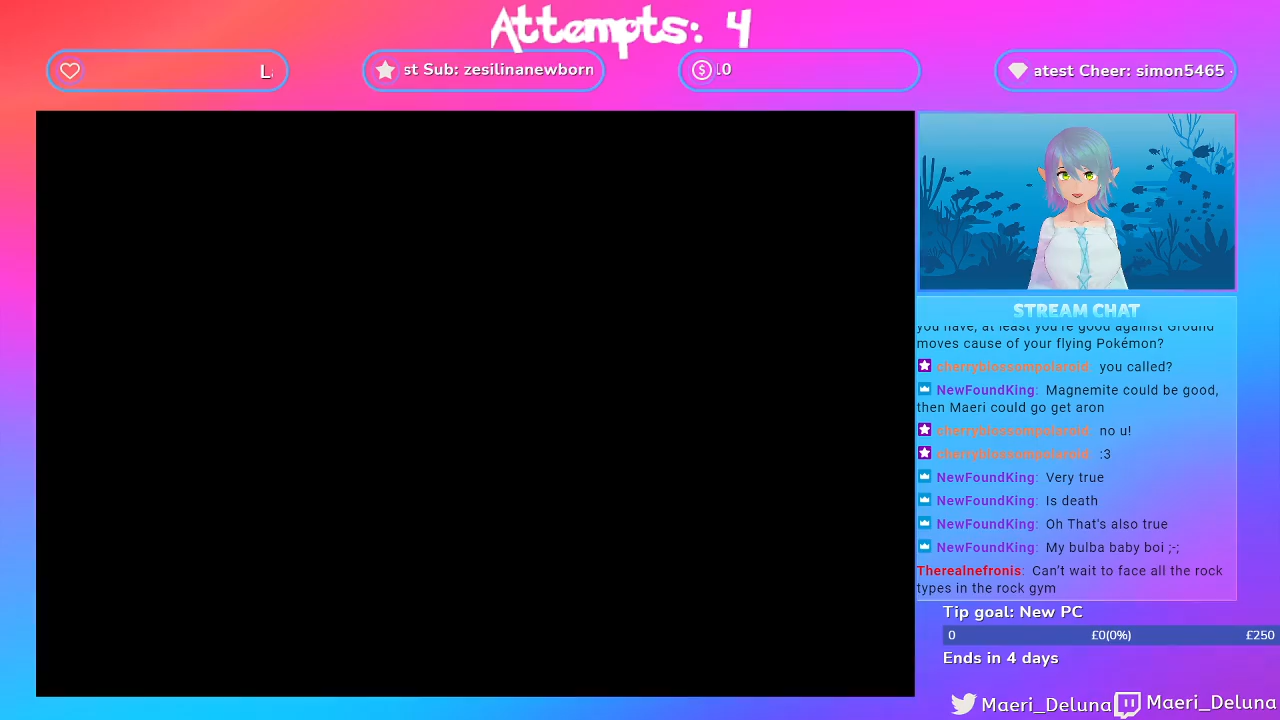 Attempts: 4
L
st Sub: zesilinanewborn
10
atest Cheer: simon5465
STREAM CHAT
you have, at least you're good against Ground
moves cause of your flying Pokémon?
cherryblossompolaroid: you called?
NewFoundKing: Magnemite could be good,
then Maeri could go get aron
cherryblossompolaroid: no u!
cherryblossompolaroid: :3
NewFoundKing: Very true
NewFoundKing: Is death
NewFoundKing: Oh That's also true
NewFoundKing: My bulba baby boi ;-;
Therealnefronis: Can't wait to face all the rock
types in the rock gym
Tip goal: New PC
0 £0(0%) £250
Ends in 4 days
Maeri_Deluna Maeri_Deluna